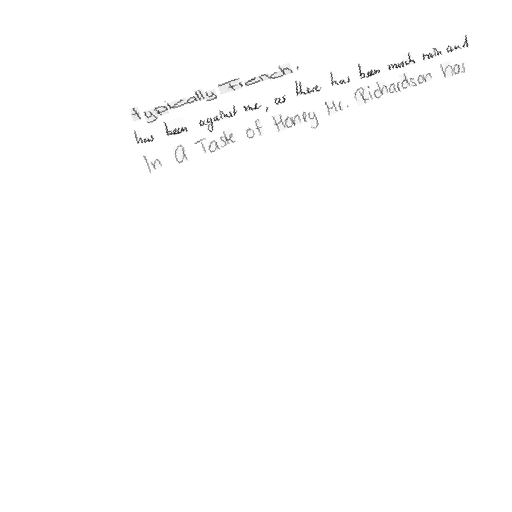 typically French.
has been against me, as there has been much rain and
In A Taste of Honey Mr. Richardson has